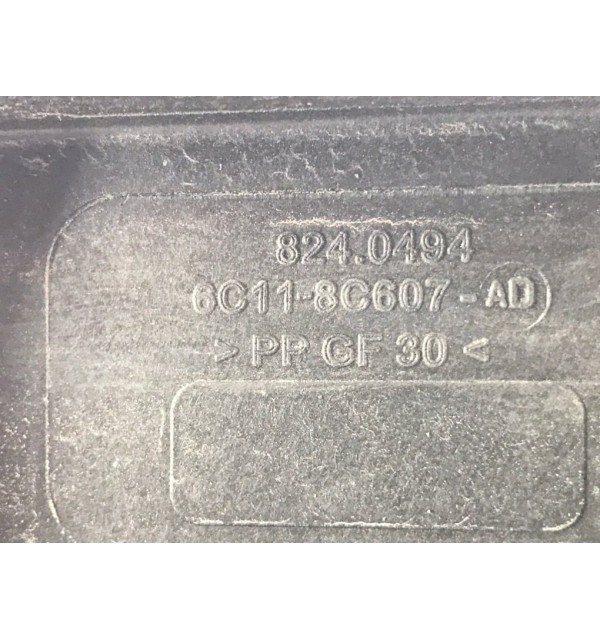 824.0494
6C11-8C607-AD
> PP GF 30 <